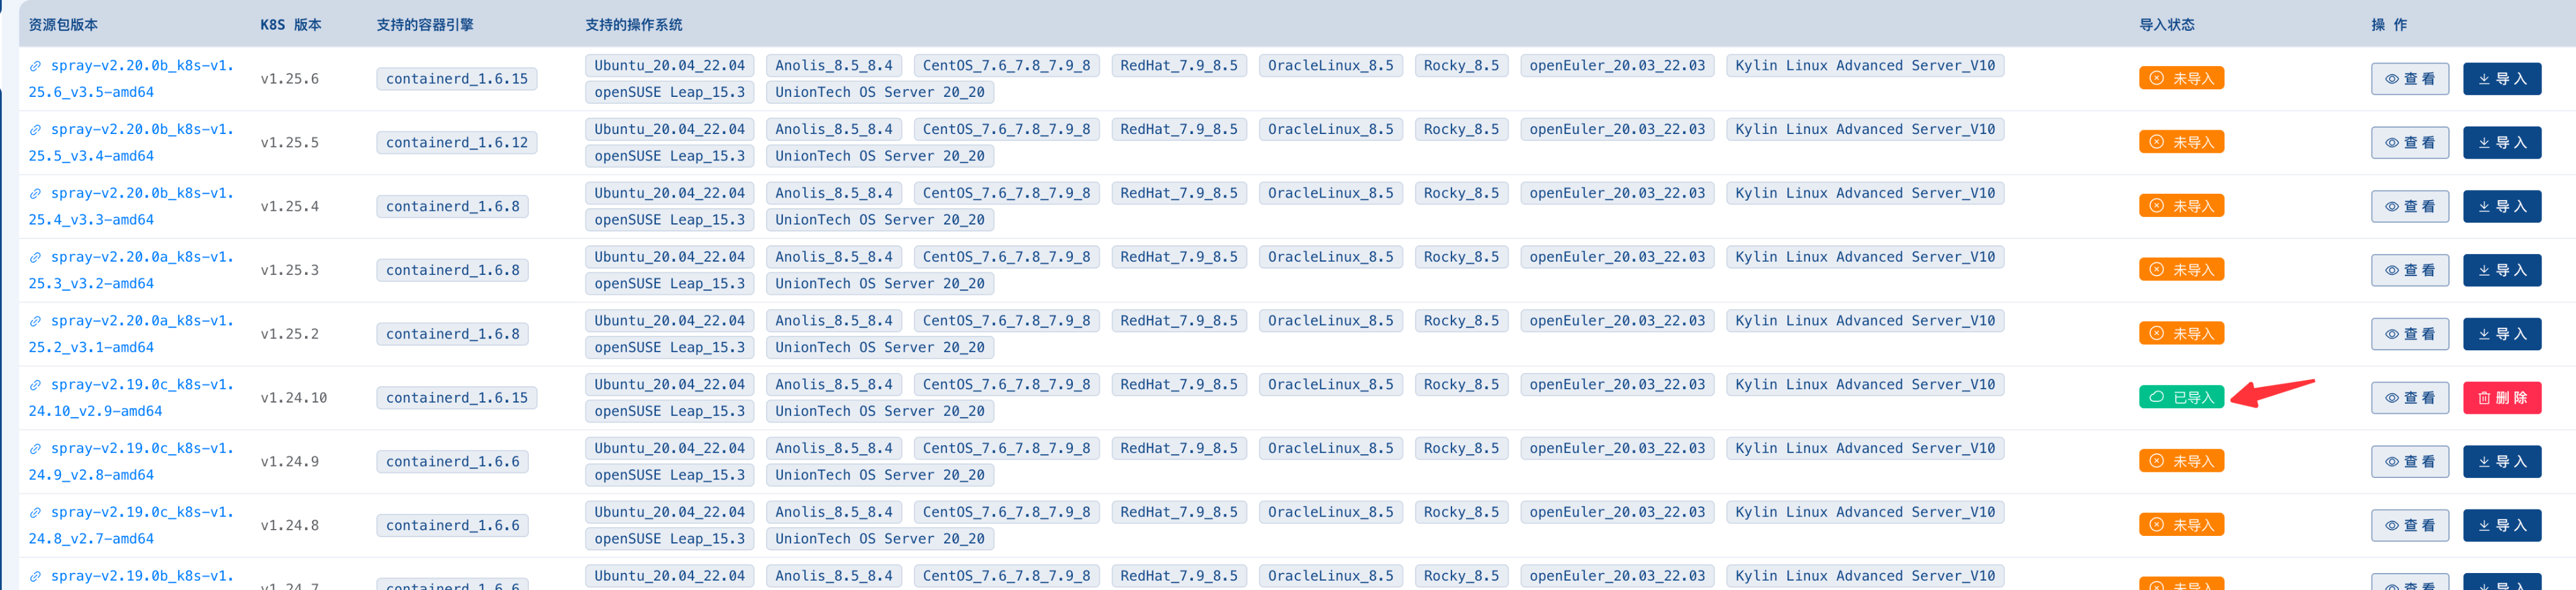 资源包版本 K8S 版本 支持的容器引擎 支持的操作系统 导入状态 操 作
spray-v2.20.0b_k8s-v1. Ubuntu_20.04_22.04 Anolis_8.5_8.4 CentOS_7.6_7.8_7.9_8 RedHat_7.9_8.5 OracleLinux_8.5 Rocky_8.5 openEuler_20.03_22.03 Kylin Linux Advanced Server_V10
v1.25.6 containerd_1.6.15 未导入 查 看 导 入
25.6_v3.5-amd64 openSUSE Leap_15.3 UnionTech OS Server 20_20
spray-v2.20.0b_k8s-v1. Ubuntu_20.04_22.04 Anolis_8.5_8.4 CentOS_7.6_7.8_7.9_8 RedHat_7.9_8.5 OracleLinux_8.5 Rocky_8.5 openEuler_20.03_22.03 Kylin Linux Advanced Server_V10
v1.25.5 containerd_1.6.12 未导入 查 看 导 入
25.5_v3.4-amd64 openSUSE Leap_15.3 UnionTech OS Server 20_20
spray-v2.20.0b_k8s-v1. Ubuntu_20.04_22.04 Anolis_8.5_8.4 CentOS_7.6_7.8_7.9_8 RedHat_7.9_8.5 OracleLinux_8.5 Rocky_8.5 openEuler_20.03_22.03 Kylin Linux Advanced Server_V10
v1.25.4 containerd_1.6.8 未导入 查 看 导 入
25.4_v3.3-amd64 openSUSE Leap_15.3 UnionTech OS Server 20_20
spray-v2.20.0a_k8s-v1. Ubuntu_20.04_22.04 Anolis_8.5_8.4 CentOS_7.6_7.8_7.9_8 RedHat_7.9_8.5 OracleLinux_8.5 Rocky_8.5 openEuler_20.03_22.03 Kylin Linux Advanced Server_V10
v1.25.3 containerd_1.6.8 未导入 查 看 导 入
25.3_v3.2-amd64 openSUSE Leap_15.3 UnionTech OS Server 20_20
spray-v2.20.0a_k8s-v1. Ubuntu_20.04_22.04 Anolis_8.5_8.4 CentOS_7.6_7.8_7.9_8 RedHat_7.9_8.5 OracleLinux_8.5 Rocky_8.5 openEuler_20.03_22.03 Kylin Linux Advanced Server_V10
v1.25.2 containerd_1.6.8 未导入 查 看 导 入
25.2_v3.1-amd64 openSUSE Leap_15.3 UnionTech OS Server 20_20
spray-v2.19.0c_k8s-v1. Ubuntu_20.04_22.04 Anolis_8.5_8.4 CentOS_7.6_7.8_7.9_8 RedHat_7.9_8.5 OracleLinux_8.5 Rocky_8.5 openEuler_20.03_22.03 Kylin Linux Advanced Server_V10
v1.24.10 containerd_1.6.15 已导入 查 看 删 除
24.10_v2.9-amd64 openSUSE Leap_15.3 UnionTech OS Server 20_20
spray-v2.19.0c_k8s-v1. Ubuntu_20.04_22.04 Anolis_8.5_8.4 CentOS_7.6_7.8_7.9_8 RedHat_7.9_8.5 OracleLinux_8.5 Rocky_8.5 openEuler_20.03_22.03 Kylin Linux Advanced Server_V10
v1.24.9 containerd_1.6.6 未导入 查 看 导 入
24.9_v2.8-amd64 openSUSE Leap_15.3 UnionTech OS Server 20_20
spray-v2.19.0c_k8s-v1. Ubuntu_20.04_22.04 Anolis_8.5_8.4 CentOS_7.6_7.8_7.9_8 RedHat_7.9_8.5 OracleLinux_8.5 Rocky_8.5 openEuler_20.03_22.03 Kylin Linux Advanced Server_V10
v1.24.8 containerd_1.6.6 未导入 查 看 导 入
24.8_v2.7-amd64 openSUSE Leap_15.3 UnionTech OS Server 20_20
spray-v2.19.0b_k8s-v1. Ubuntu_20.04_22.04 Anolis_8.5_8.4 CentOS_7.6_7.8_7.9_8 RedHat_7.9_8.5 OracleLinux_8.5 Rocky_8.5 openEuler_20.03_22.03 Kylin Linux Advanced Server_V10
v1.24.7 containerd_1.6.6 未导入 查 看 导 入